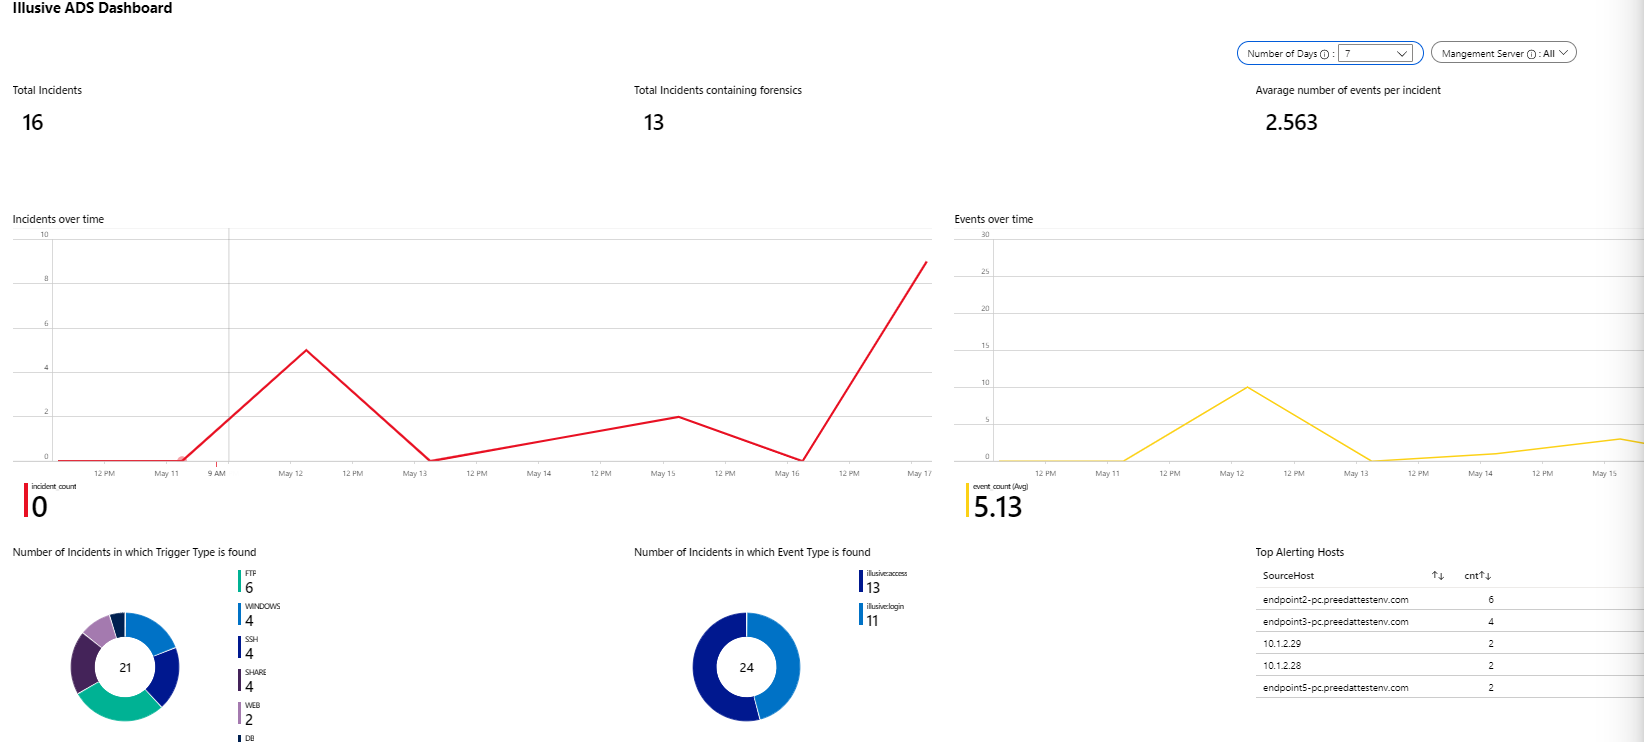 Illusive ADS Dashboard
Number of Days : 7
Mangement Server : All
Total Incidents
16
Total Incidents containing forensics
13
Avarage number of events per incident
2.563
Incidents over time
10
8
6
4
2
0
12 PM May 11 9 AM May 12 12 PM May 13 12 PM May 14 12 PM May 15 12 PM May 16 12 PM May 17
incident_count
0
Events over time
30
25
20
15
10
5
0
12 PM May 11 12 PM May 12 12 PM May 13 12 PM May 14 12 PM May 15
event_count (Avg)
5.13
Number of Incidents in which Trigger Type is found
21
FTP
6
WINDOWS
4
SSH
4
SHARE
4
WEB
2
DB
Number of Incidents in which Event Type is found
24
illusive:access
13
illusive:login
11
Top Alerting Hosts
SourceHost ↑↓ cnt↑↓
endpoint2-pc.preedattestenv.com 6
endpoint3-pc.preedattestenv.com 4
10.1.2.29 2
10.1.2.28 2
endpoint5-pc.preedattestenv.com 2